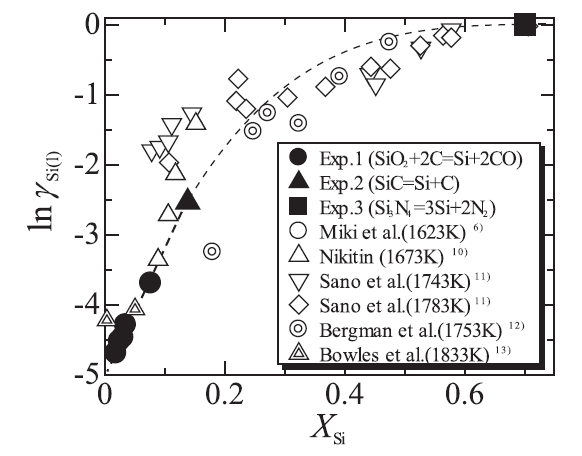 0
-1
-2
-3
-4
-5
ln γSi(l)
Exp.1 (SiO2+2C=Si+2CO)
Exp.2 (SiC=Si+C)
Exp.3 (Si3N4=3Si+2N2)
Miki et al.(1623K) 6)
Nikitin (1673K) 10)
Sano et al.(1743K) 11)
Sano et al.(1783K) 11)
Bergman et al.(1753K) 12)
Bowles et al.(1833K) 13)
0 0.2 0.4 0.6
XSi